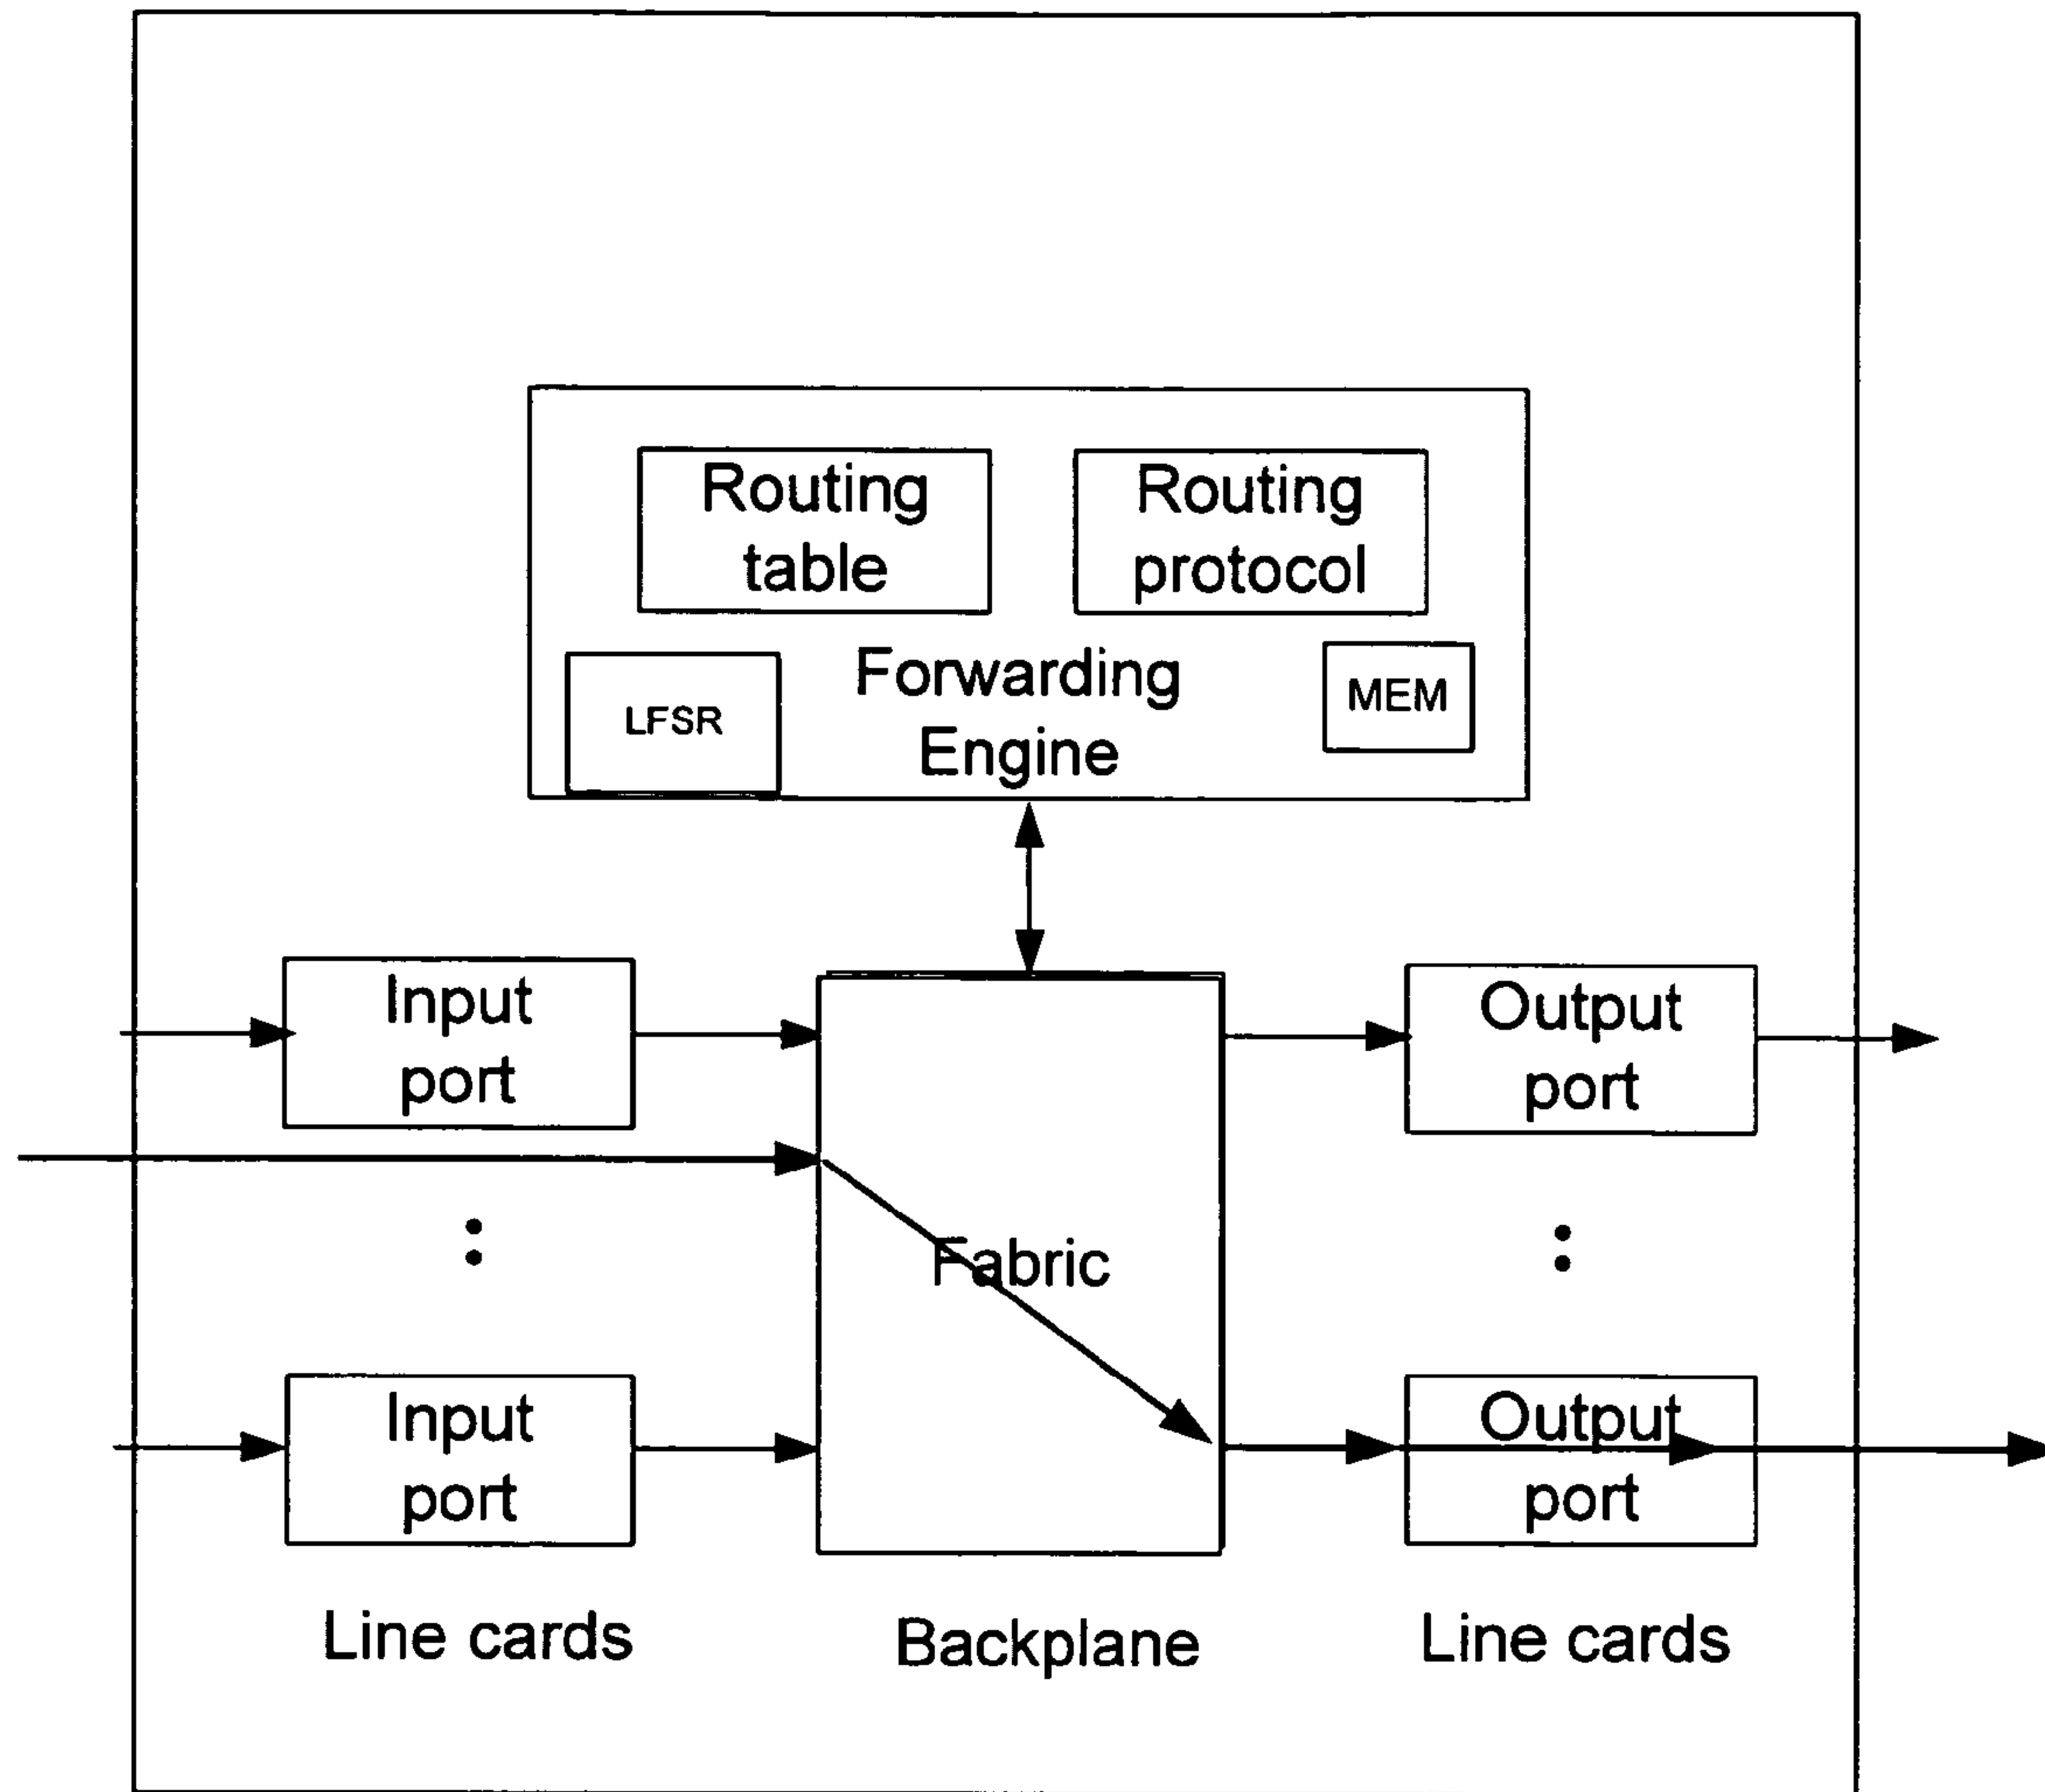 Routing
table
Routing
protocol
Forwarding
Engine
LFSR
MEM
Input
port
Output
port
Fabric
Input
port
Output
port
Line cards
Backplane
Line cards